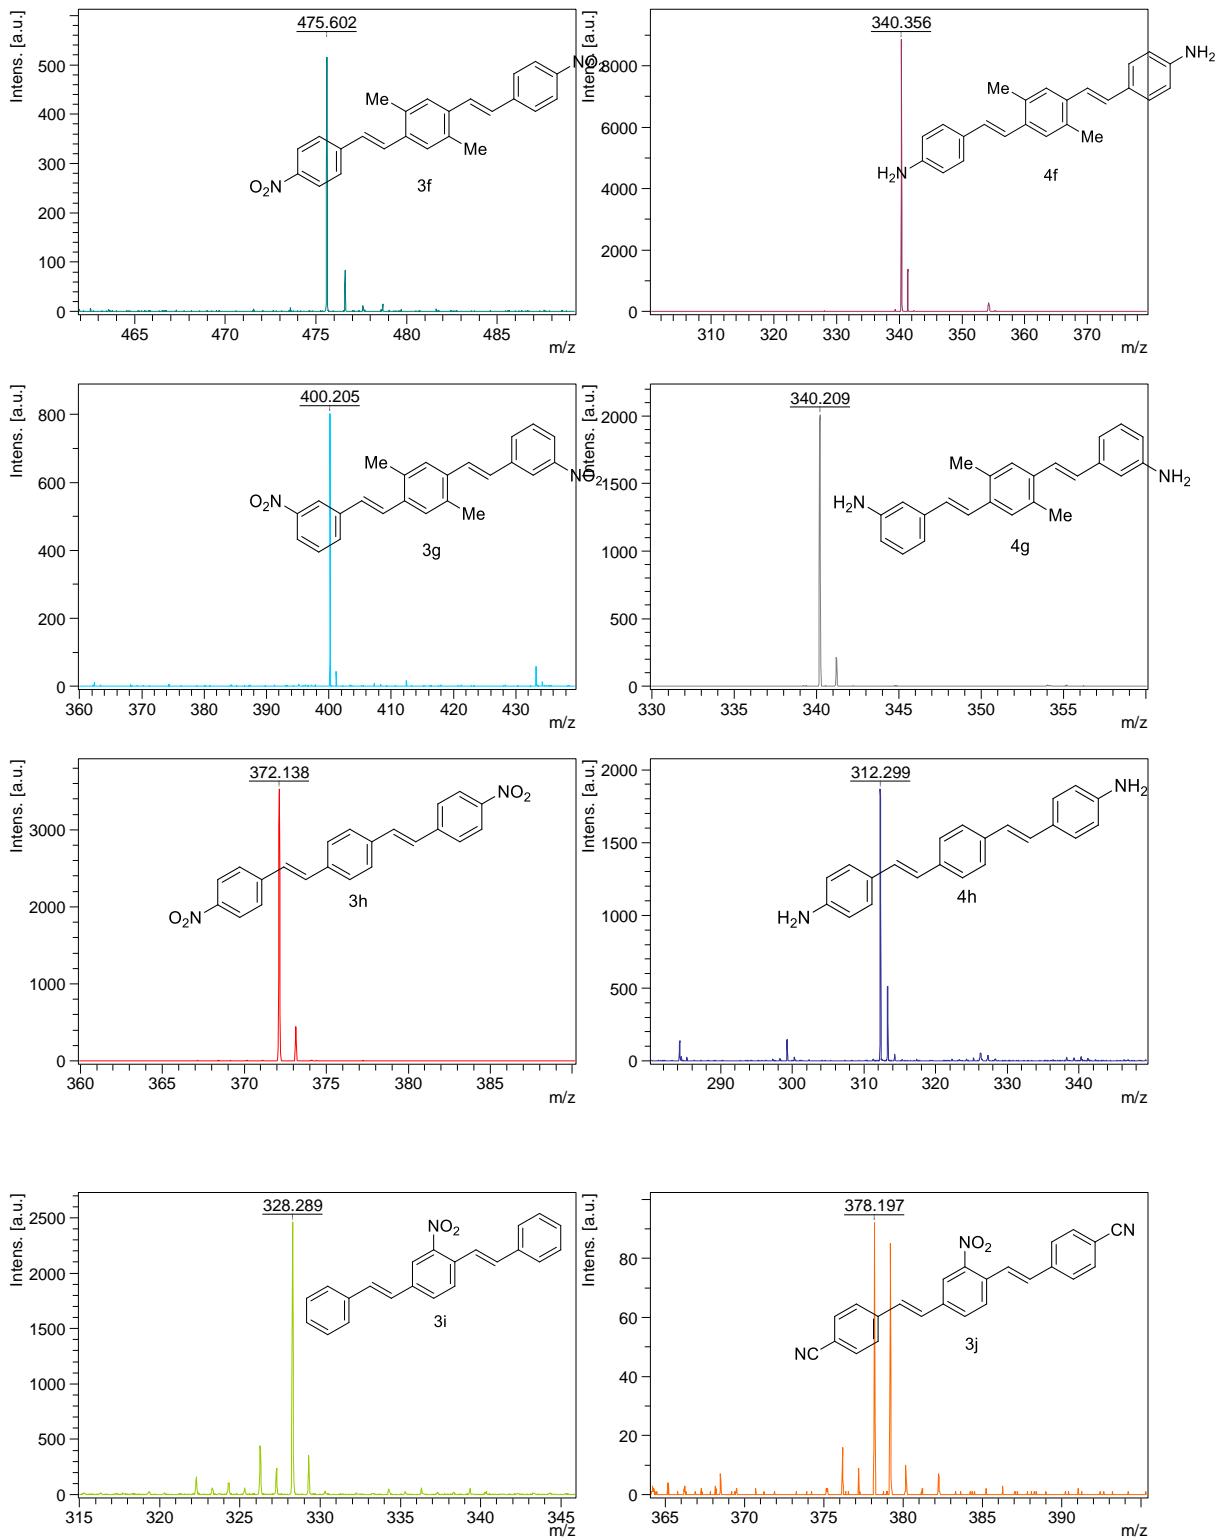 475.602
Intens. [a.u.]
500
400
300
200
100
0
465
470
475
480
485
m/z
NO2
Me
Me
O2N
3f
340.356
Intens. [a.u.]
8000
6000
4000
2000
0
310
320
330
340
350
360
370
m/z
NH2
Me
Me
H2N
4f
400.205
Intens. [a.u.]
800
600
400
200
0
360
370
380
390
400
410
420
430
m/z
Me
NO2
O2N
Me
3g
340.209
Intens. [a.u.]
2000
1500
1000
500
0
330
335
340
345
350
355
m/z
Me
NH2
H2N
Me
4g
372.138
Intens. [a.u.]
3000
2000
1000
0
360
365
370
375
380
385
m/z
NO2
O2N
3h
312.299
Intens. [a.u.]
2000
1500
1000
500
0
290
300
310
320
330
340
m/z
NH2
H2N
4h
328.289
Intens. [a.u.]
2500
2000
1500
1000
500
0
315
320
325
330
335
340
345
m/z
NO2
3i
378.197
Intens. [a.u.]
80
60
40
20
0
365
370
375
380
385
390
m/z
CN
NO2
NC
3j